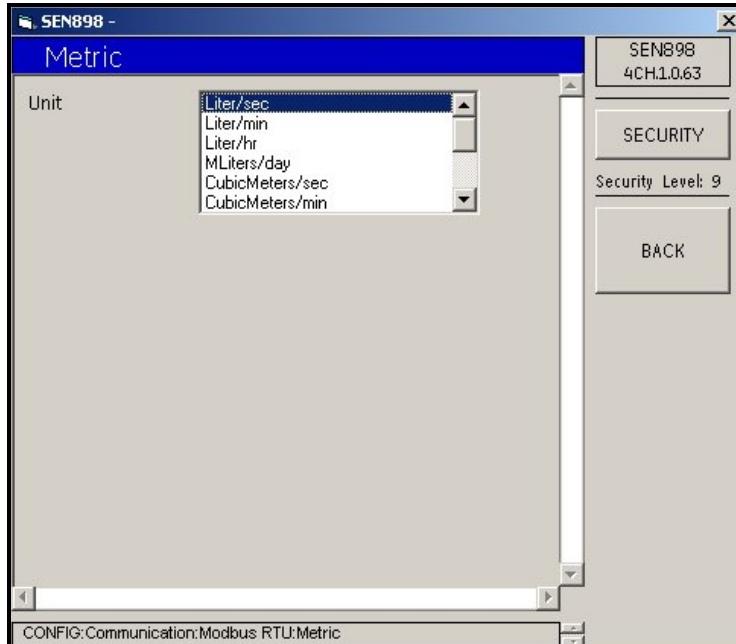 SEN898 -
Metric
SEN898
4CH.1.0.63
Unit
Liter/sec
Liter/min
Liter/hr
MLiters/day
CubicMeters/sec
CubicMeters/min
SECURITY
Security Level: 9
BACK
CONFIG:Communication:Modbus RTU:Metric